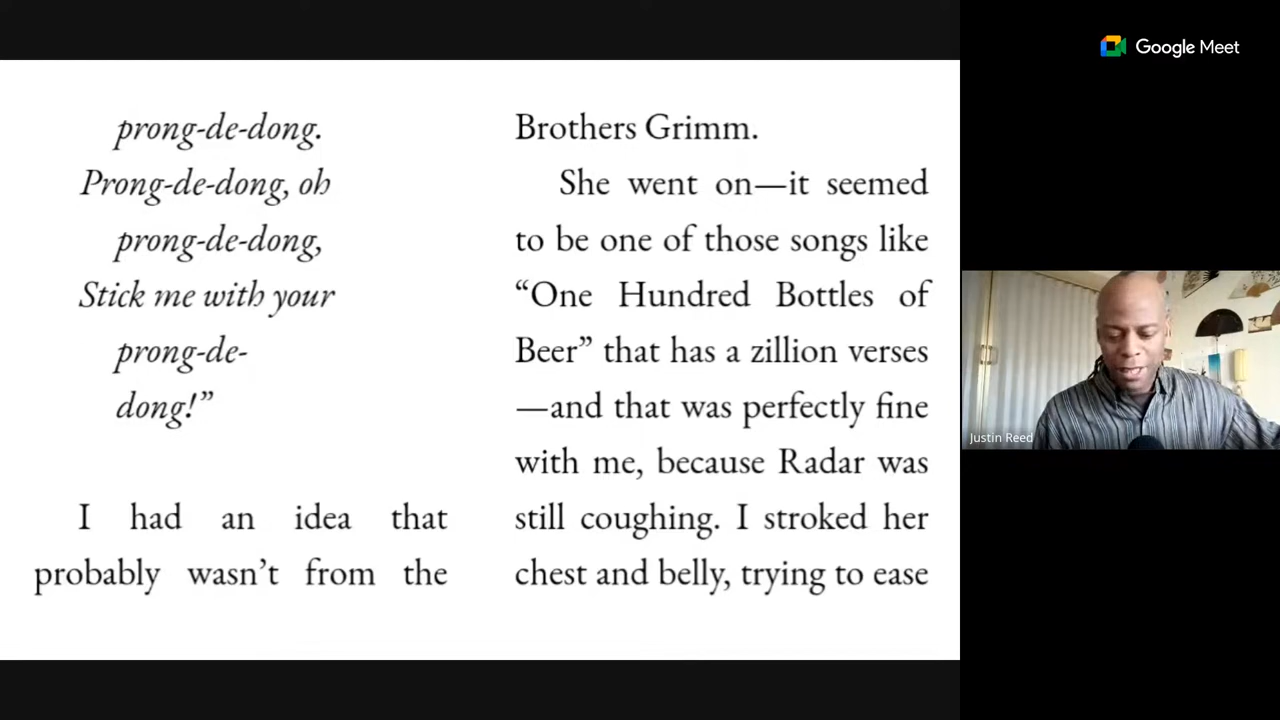 prong-de-dong.
Prong-de-dong, oh
prong-de-dong,
Stick me with your
prong-de-
dong!”
I had an idea that
probably wasn’t from the
Brothers Grimm.
She went on—it seemed
to be one of those songs like
“One Hundred Bottles of
Beer” that has a zillion verses
—and that was perfectly fine
with me, because Radar was
still coughing. I stroked her
chest and belly, trying to ease
Google Meet
Justin Reed